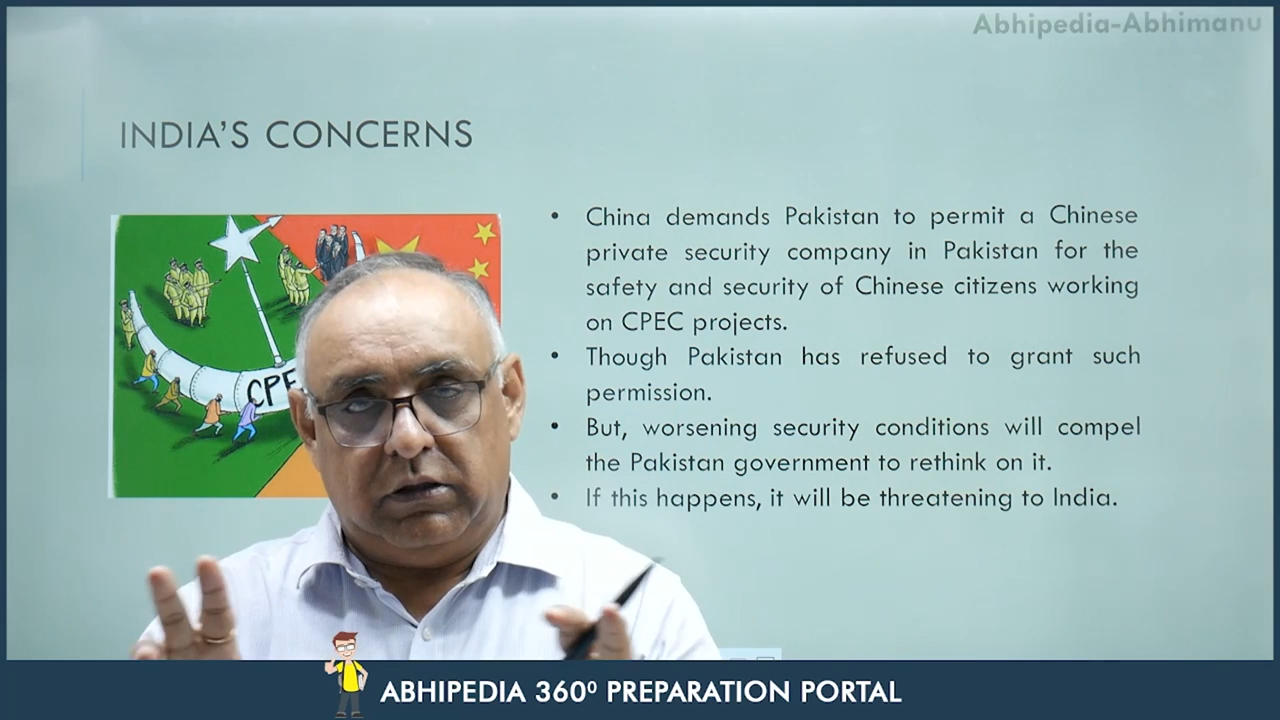 Abhipedia-Abhimanu
INDIA'S CONCERNS
CPE
• China demands Pakistan to permit a Chinese
private security company in Pakistan for the
safety and security of Chinese citizens working
on CPEC projects.
• Though Pakistan has refused to grant such
permission.
• But, worsening security conditions will compel
the Pakistan government to rethink on it.
• If this happens, it will be threatening to India.
ABHIPEDIA 360⁰ PREPARATION PORTAL